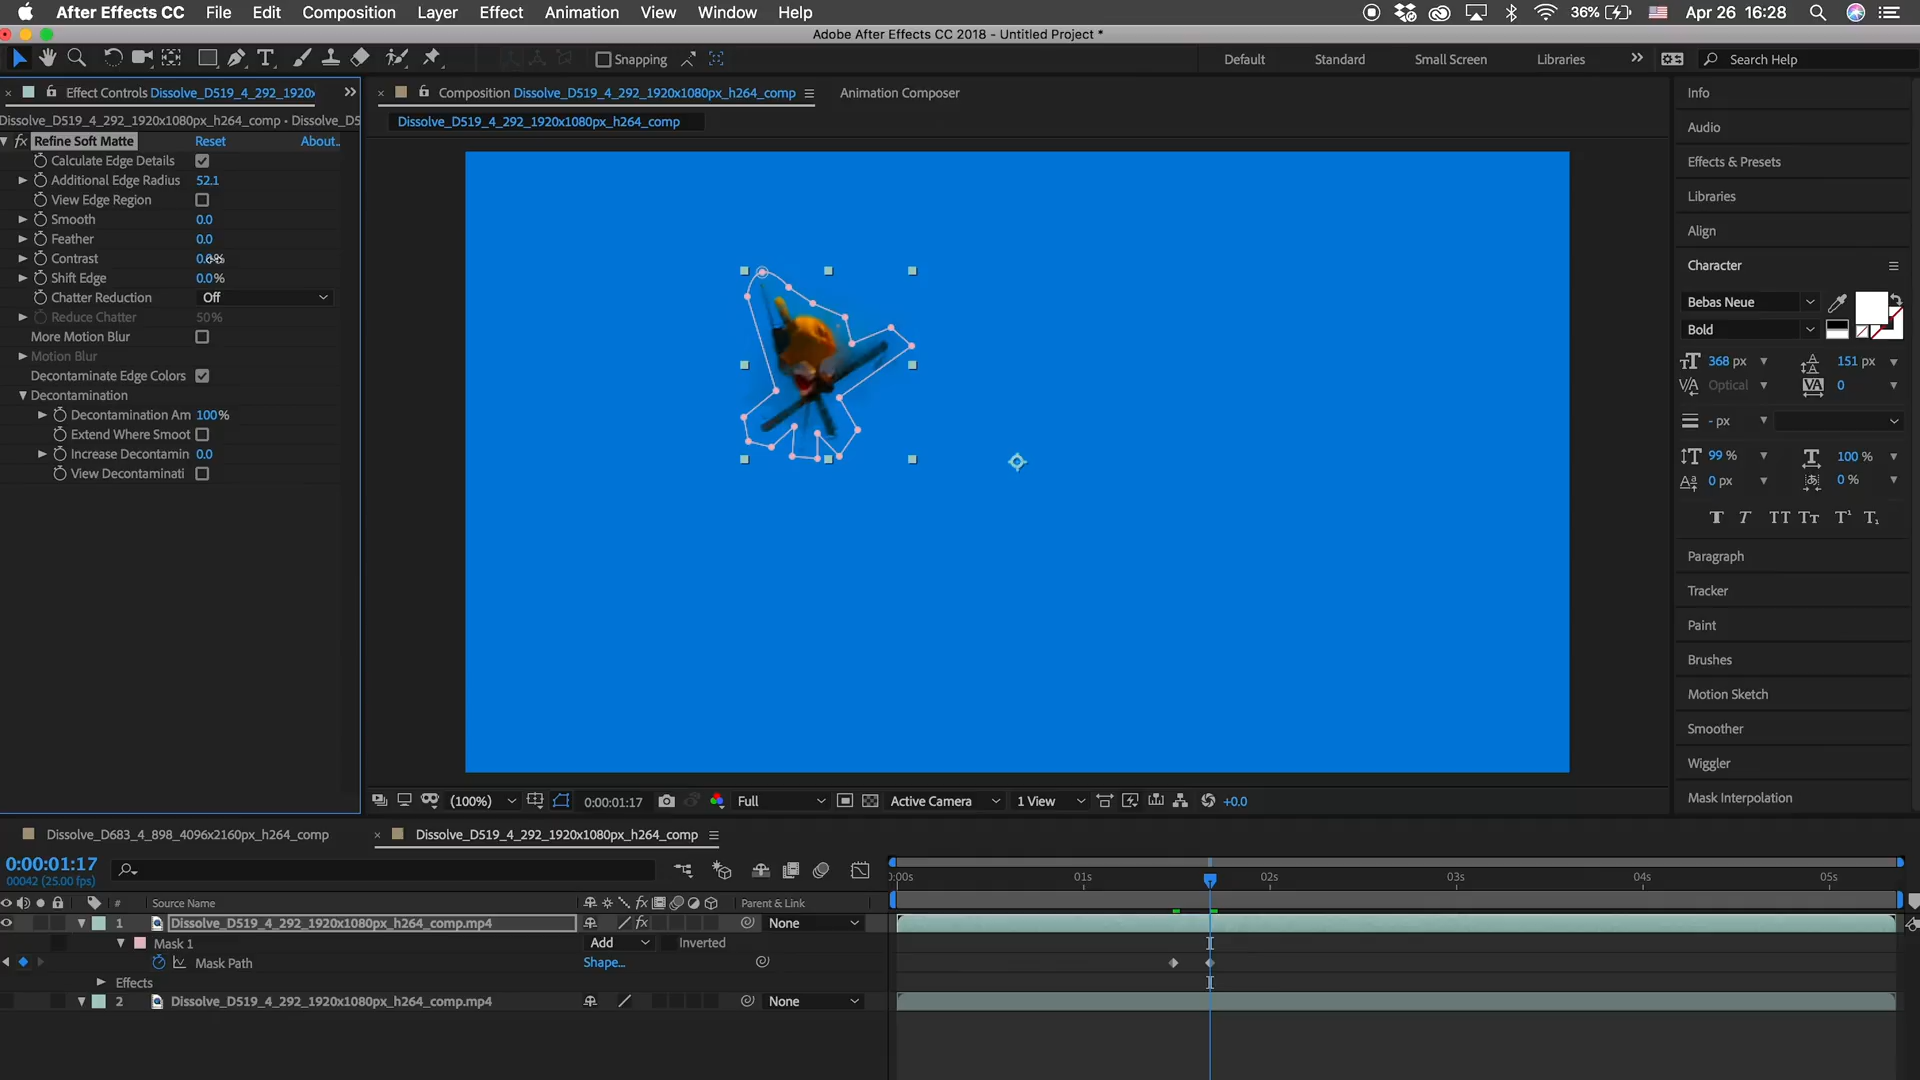 After Effects CC File Edit Composition Layer Effect Animation View Window Help 36% Apr 26 16:28
Adobe After Effects CC 2018 - Untitled Project *
Snapping Default Standard Small Screen Libraries Search Help
Effect Controls Dissolve_D519_4_292_1920x
Dissolve_D519_4_292_1920x1080px_h264_comp • Dissolve_D5
fx Refine Soft Matte Reset About..
Calculate Edge Details
Additional Edge Radius 52.1
View Edge Region
Smooth 0.0
Feather 0.0
Contrast 0.0%
Shift Edge 0.0%
Chatter Reduction Off
Reduce Chatter 50%
More Motion Blur
Motion Blur
Decontaminate Edge Colors
Decontamination
Decontamination Am 100%
Extend Where Smoot
Increase Decontamin 0.0
View Decontaminati
Composition Dissolve_D519_4_292_1920x1080px_h264_comp Animation Composer
Dissolve_D519_4_292_1920x1080px_h264_comp
(100%) 0:00:01:17 Full Active Camera 1 View +0.0
Info
Audio
Effects & Presets
Libraries
Align
Character
Bebas Neue
Bold
368 px 151 px
Optical 0
- px
99 % 100 %
0 px 0 %
T T TT Tт T¹ T₁
Paragraph
Tracker
Paint
Brushes
Motion Sketch
Smoother
Wiggler
Mask Interpolation
Dissolve_D683_4_898_4096x2160px_h264_comp Dissolve_D519_4_292_1920x1080px_h264_comp
0:00:01:17
00042 (25.00 fps)
:00s 01s 02s 03s 04s 05s
# Source Name fx Parent & Link
1 Dissolve_D519_4_292_1920x1080px_h264_comp.mp4 fx None
Mask 1 Add Inverted
Mask Path Shape...
Effects
2 Dissolve_D519_4_292_1920x1080px_h264_comp.mp4 None